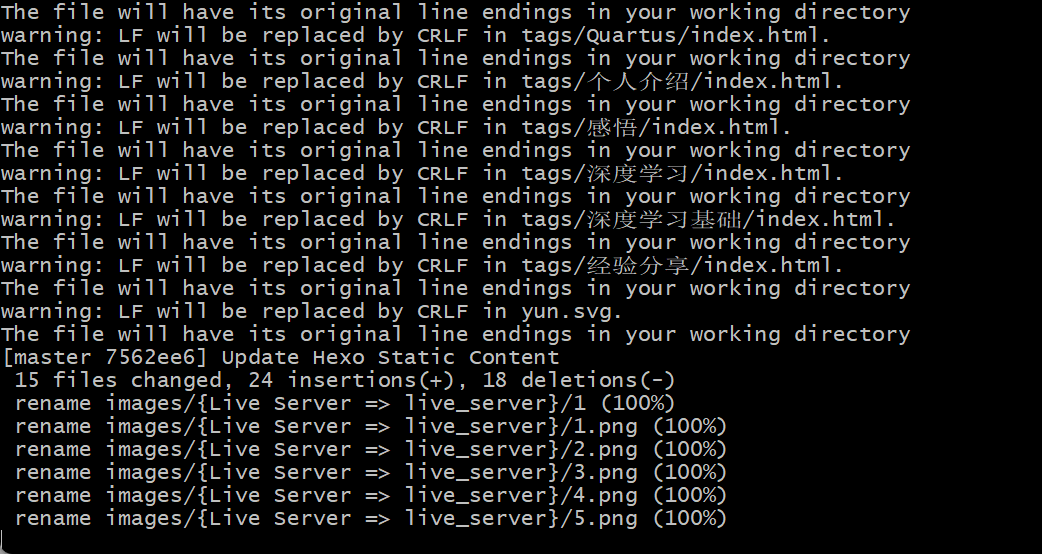 The file will have its original line endings in your working directory
warning: LF will be replaced by CRLF in tags/Quartus/index.html.
The file will have its original line endings in your working directory
warning: LF will be replaced by CRLF in tags/个人介绍/index.html.
The file will have its original line endings in your working directory
warning: LF will be replaced by CRLF in tags/感悟/index.html.
The file will have its original line endings in your working directory
warning: LF will be replaced by CRLF in tags/深度学习/index.html.
The file will have its original line endings in your working directory
warning: LF will be replaced by CRLF in tags/深度学习基础/index.html.
The file will have its original line endings in your working directory
warning: LF will be replaced by CRLF in tags/经验分享/index.html.
The file will have its original line endings in your working directory
warning: LF will be replaced by CRLF in yun.svg.
The file will have its original line endings in your working directory
[master 7562ee6] Update Hexo Static Content
 15 files changed, 24 insertions(+), 18 deletions(-)
 rename images/{Live Server => live_server}/1 (100%)
 rename images/{Live Server => live_server}/1.png (100%)
 rename images/{Live Server => live_server}/2.png (100%)
 rename images/{Live Server => live_server}/3.png (100%)
 rename images/{Live Server => live_server}/4.png (100%)
 rename images/{Live Server => live_server}/5.png (100%)